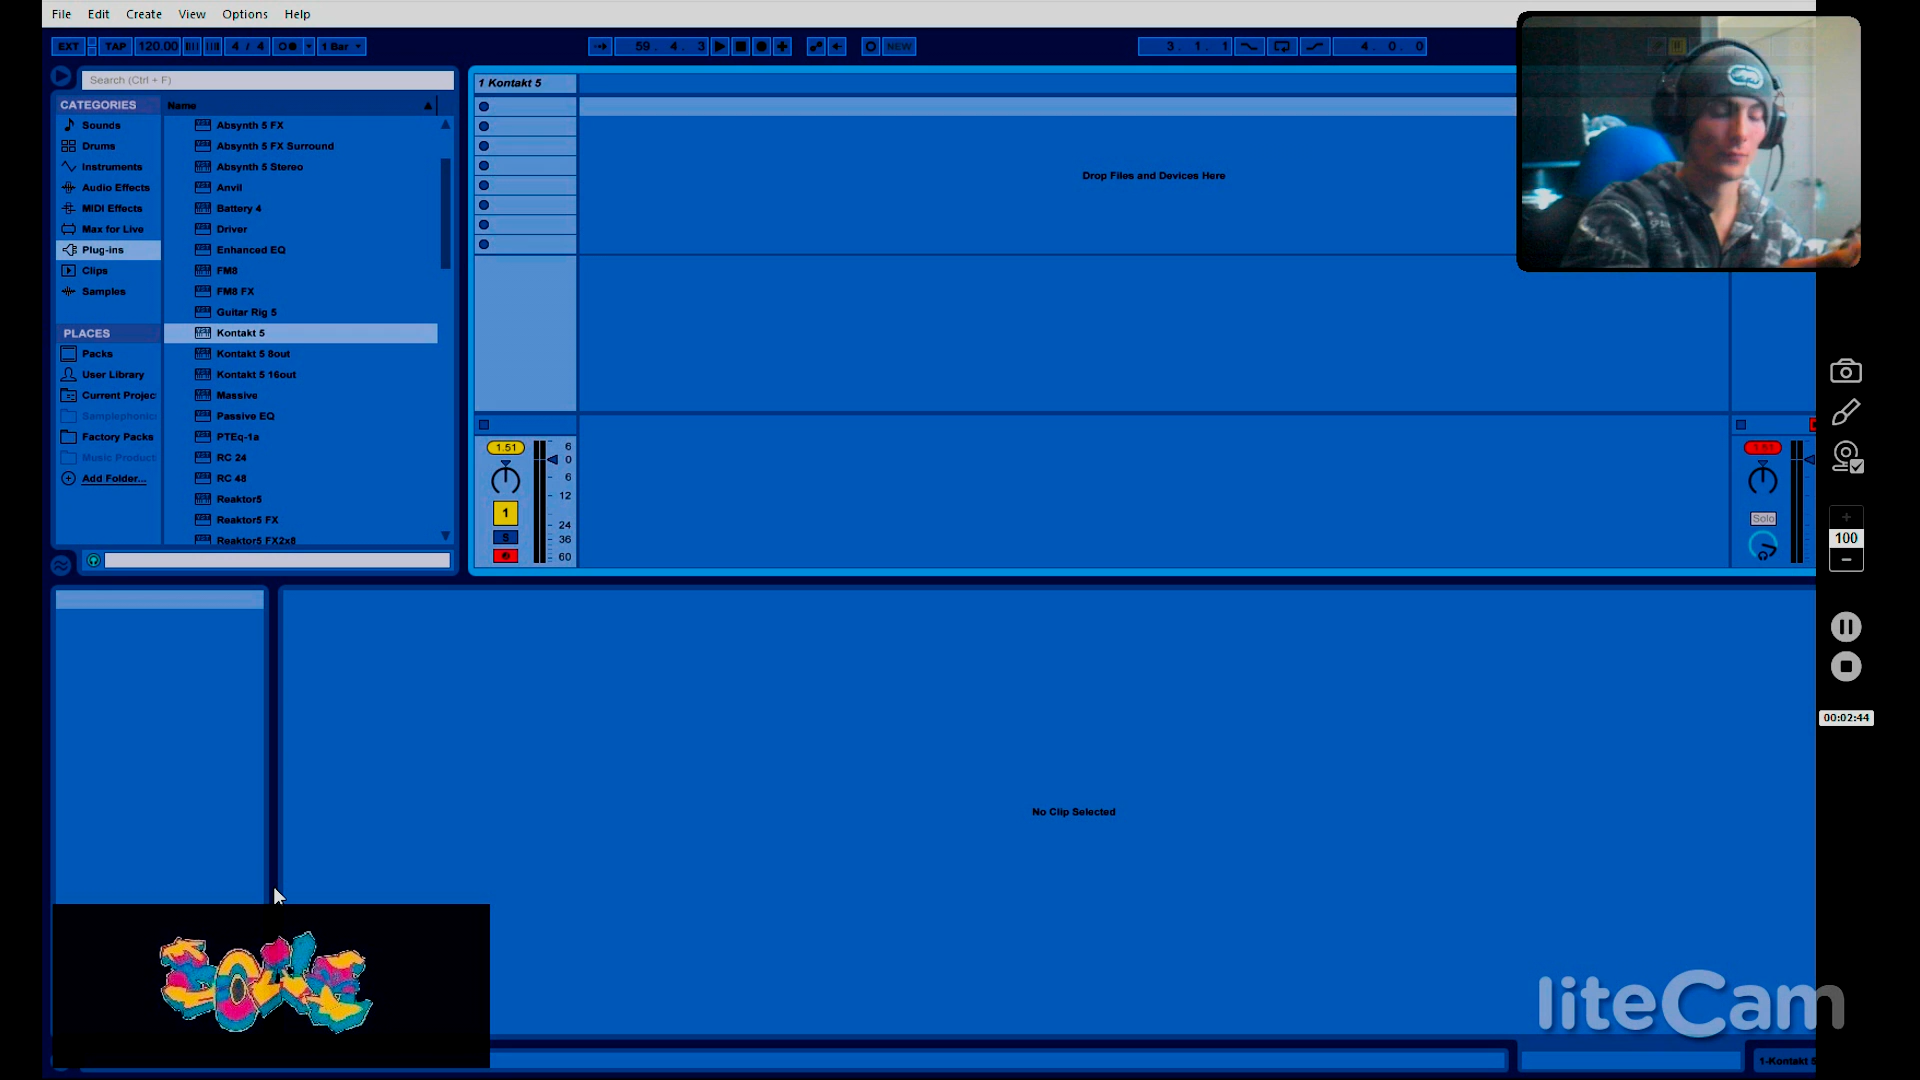 File Edit Create View Options Help
EXT TAP 120.00 4 / 4 1 Bar 59. 4. 3 NEW 3. 1. 1 4. 0. 0
Search (Ctrl + F)
CATEGORIES
Sounds
Drums
Instruments
Audio Effects
MIDI Effects
Max for Live
Plug-ins
Clips
Samples
PLACES
Packs
User Library
Current Projec
Samplephonics
Factory Packs
Music Product
Add Folder...
Name
Absynth 5 FX
Absynth 5 FX Surround
Absynth 5 Stereo
Anvil
Battery 4
Driver
Enhanced EQ
FM8
FM8 FX
Guitar Rig 5
Kontakt 5
Kontakt 5 8out
Kontakt 5 16out
Massive
Passive EQ
PTEq-1a
RC 24
RC 48
Reaktor5
Reaktor5 FX
Reaktor5 FX2x8
1 Kontakt 5
Drop Files and Devices Here
1.51
1
S
6
0
6
12
24
36
60
Solo
100
00:02:44
No Clip Selected
liteCam
1-Kontakt 5